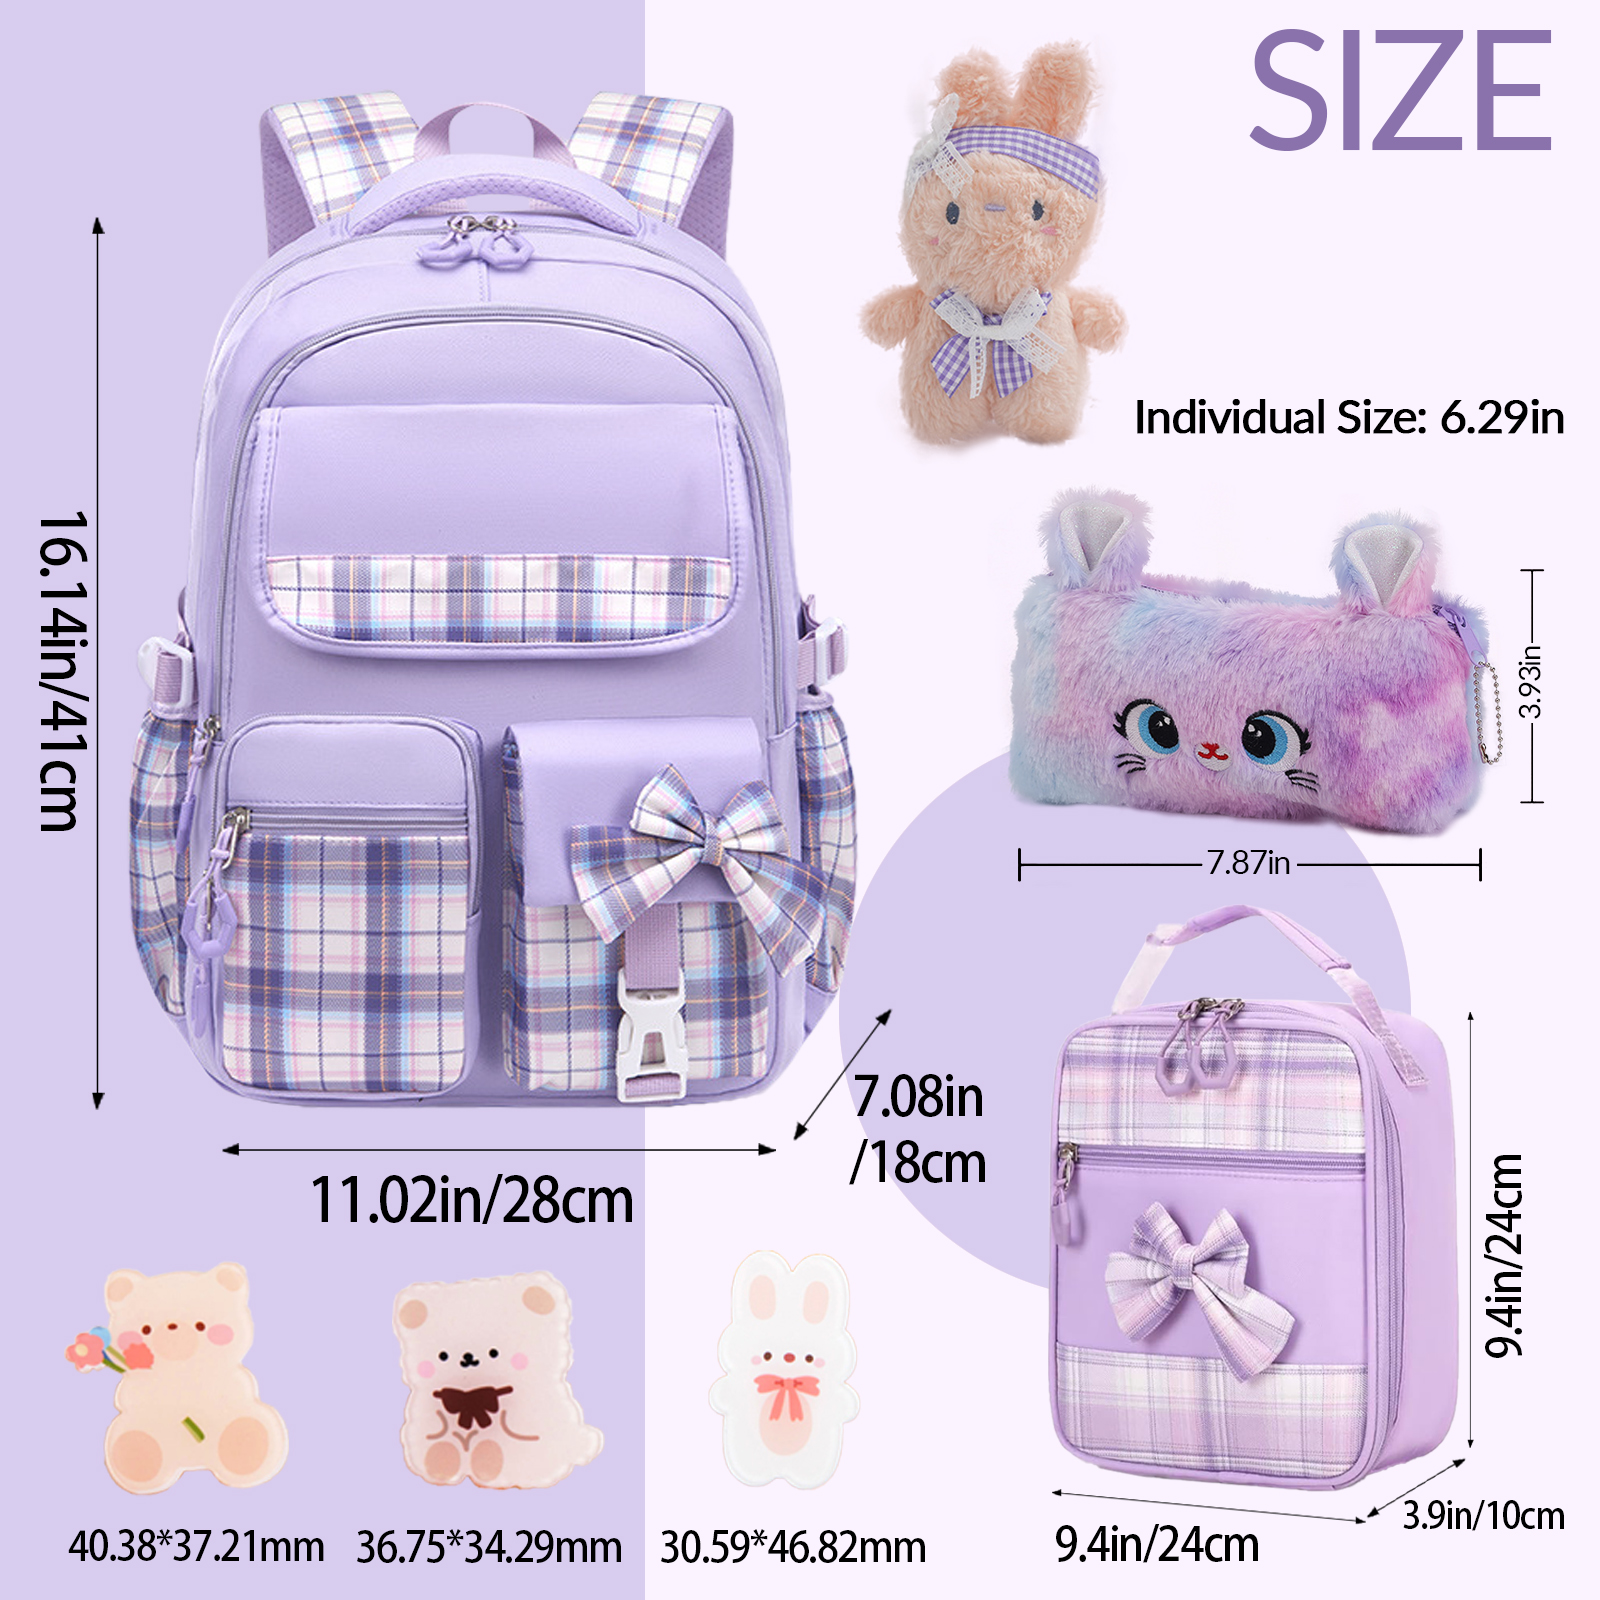 SIZE
Individual Size: 6.29in
16.14in/41cm
3.93in
7.87in
7.08in
/18cm
11.02in/28cm
9.4in/24cm
40.38*37.21mm
36.75*34.29mm
30.59*46.82mm
9.4in/24cm
3.9in/10cm